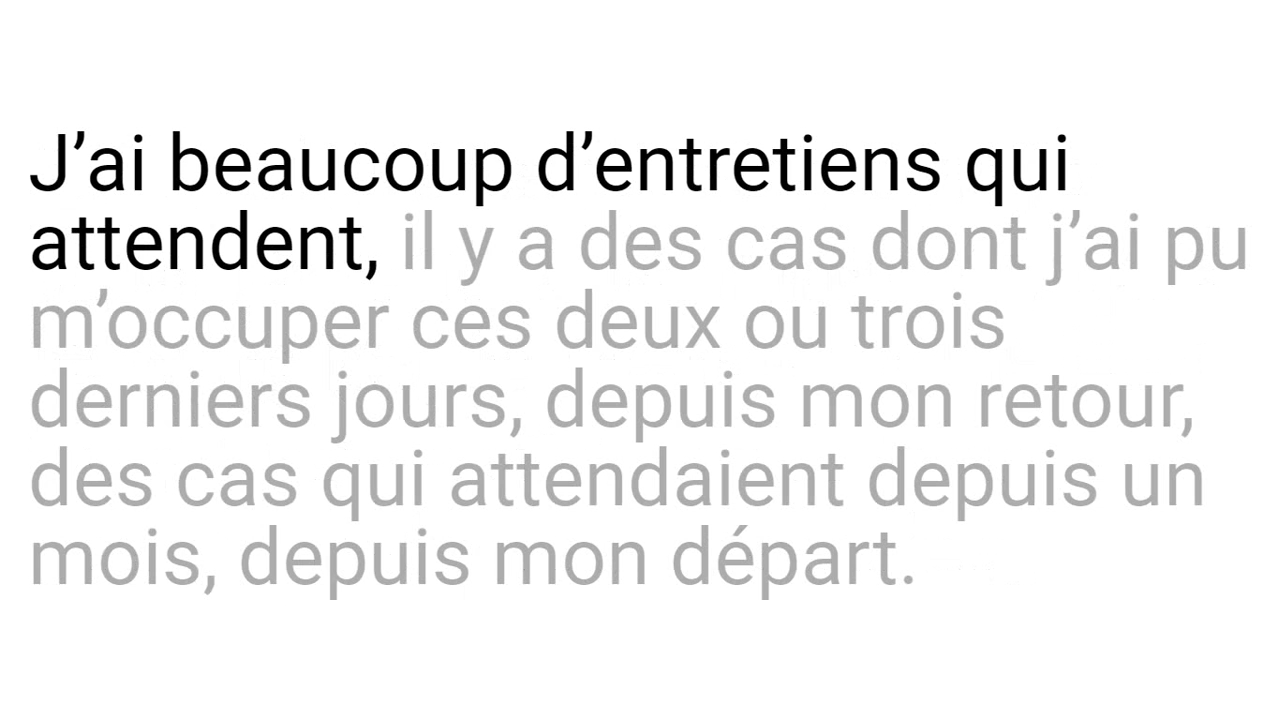 J’ai beaucoup d’entretiens qui
attendent, il y a des cas dont j’ai pu
m’occuper ces deux ou trois
derniers jours, depuis mon retour,
des cas qui attendaient depuis un
mois, depuis mon départ.